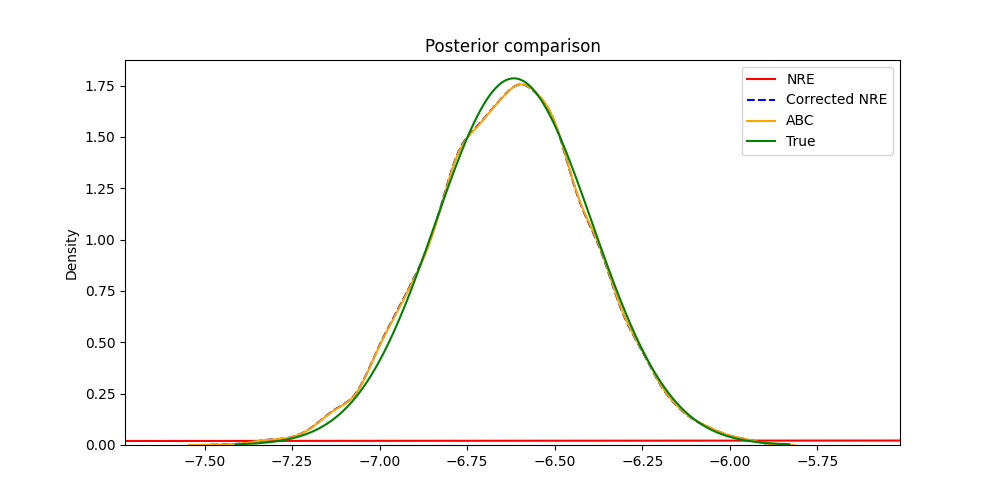 Posterior comparison
NRE
Corrected NRE
ABC
True
Density
1.75
1.50
1.25
1.00
0.75
0.50
0.25
0.00
−7.50 −7.25 −7.00 −6.75 −6.50 −6.25 −6.00 −5.75